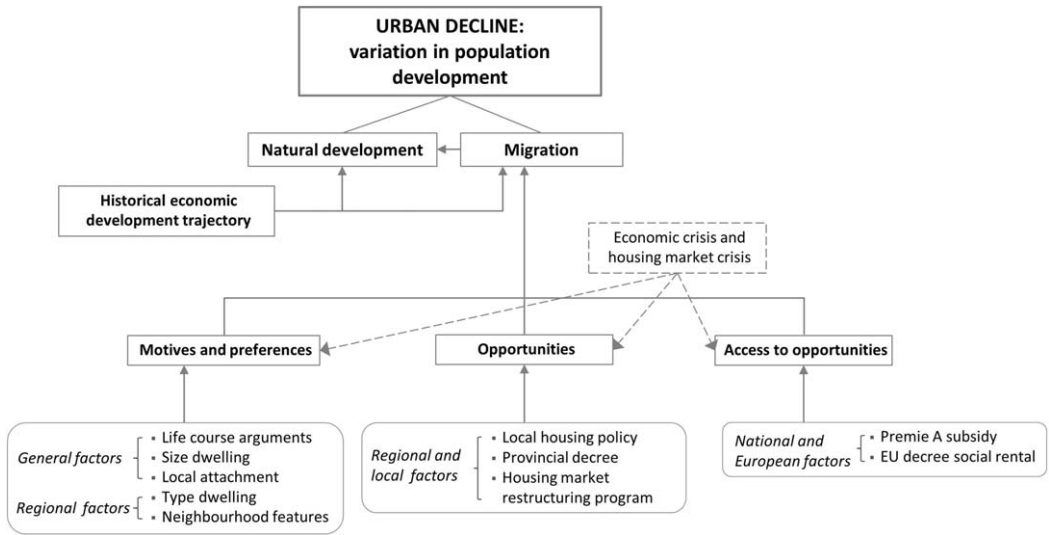 URBAN DECLINE:
variation in population
development
Natural development
Migration
Historical economic
development trajectory
Economic crisis and
housing market crisis
Motives and preferences
Opportunities
Access to opportunities
General factors
▪ Life course arguments
▪ Size dwelling
▪ Local attachment
Regional factors
▪ Type dwelling
▪ Neighbourhood features
Regional and
local factors
▪ Local housing policy
▪ Provincial decree
▪ Housing market
restructuring program
National and
European factors
▪ Premie A subsidy
▪ EU decree social rental